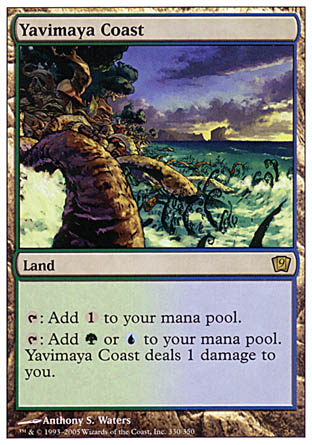 Yavimaya Coast
Land
9
: Add 1 to your mana pool.
: Add or to your mana pool.
Yavimaya Coast deals 1 damage to
you.
Anthony S. Waters
™ & © 1993–2005 Wizards of the Coast, Inc. 330/350